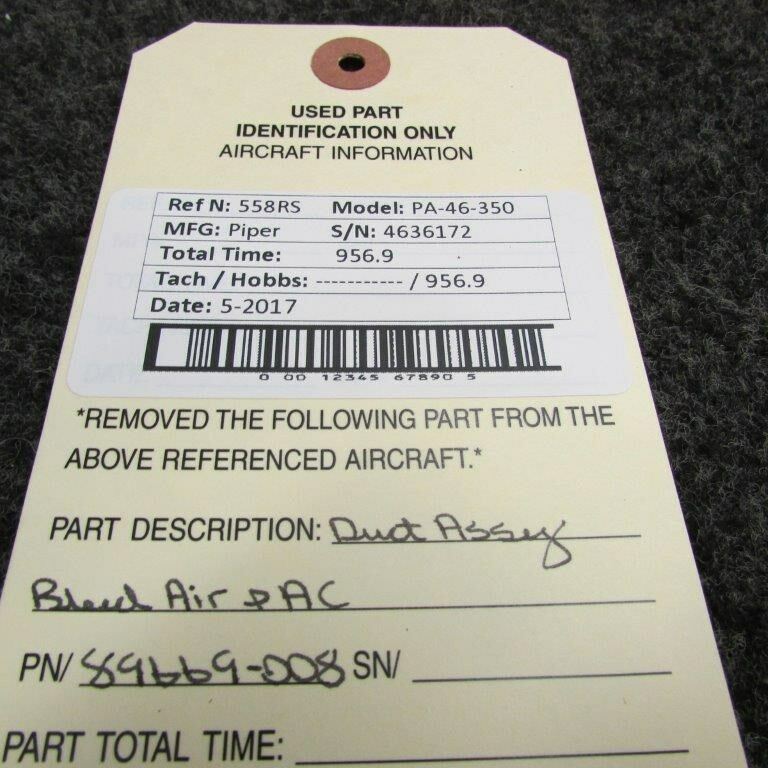 USED PART
IDENTIFICATION ONLY
AIRCRAFT INFORMATION
Ref N: 558RS Model: PA-46-350
MFG: Piper S/N: 4636172
Total Time: 956.9
Tach / Hobbs: ----------- / 956.9
Date: 5-2017
0 00 12345 67890 5
*REMOVED THE FOLLOWING PART FROM THE
ABOVE REFERENCED AIRCRAFT.*
PART DESCRIPTION: Duct Assey
Bleed Air & AC
PN/ 89669-008 SN/
PART TOTAL TIME: